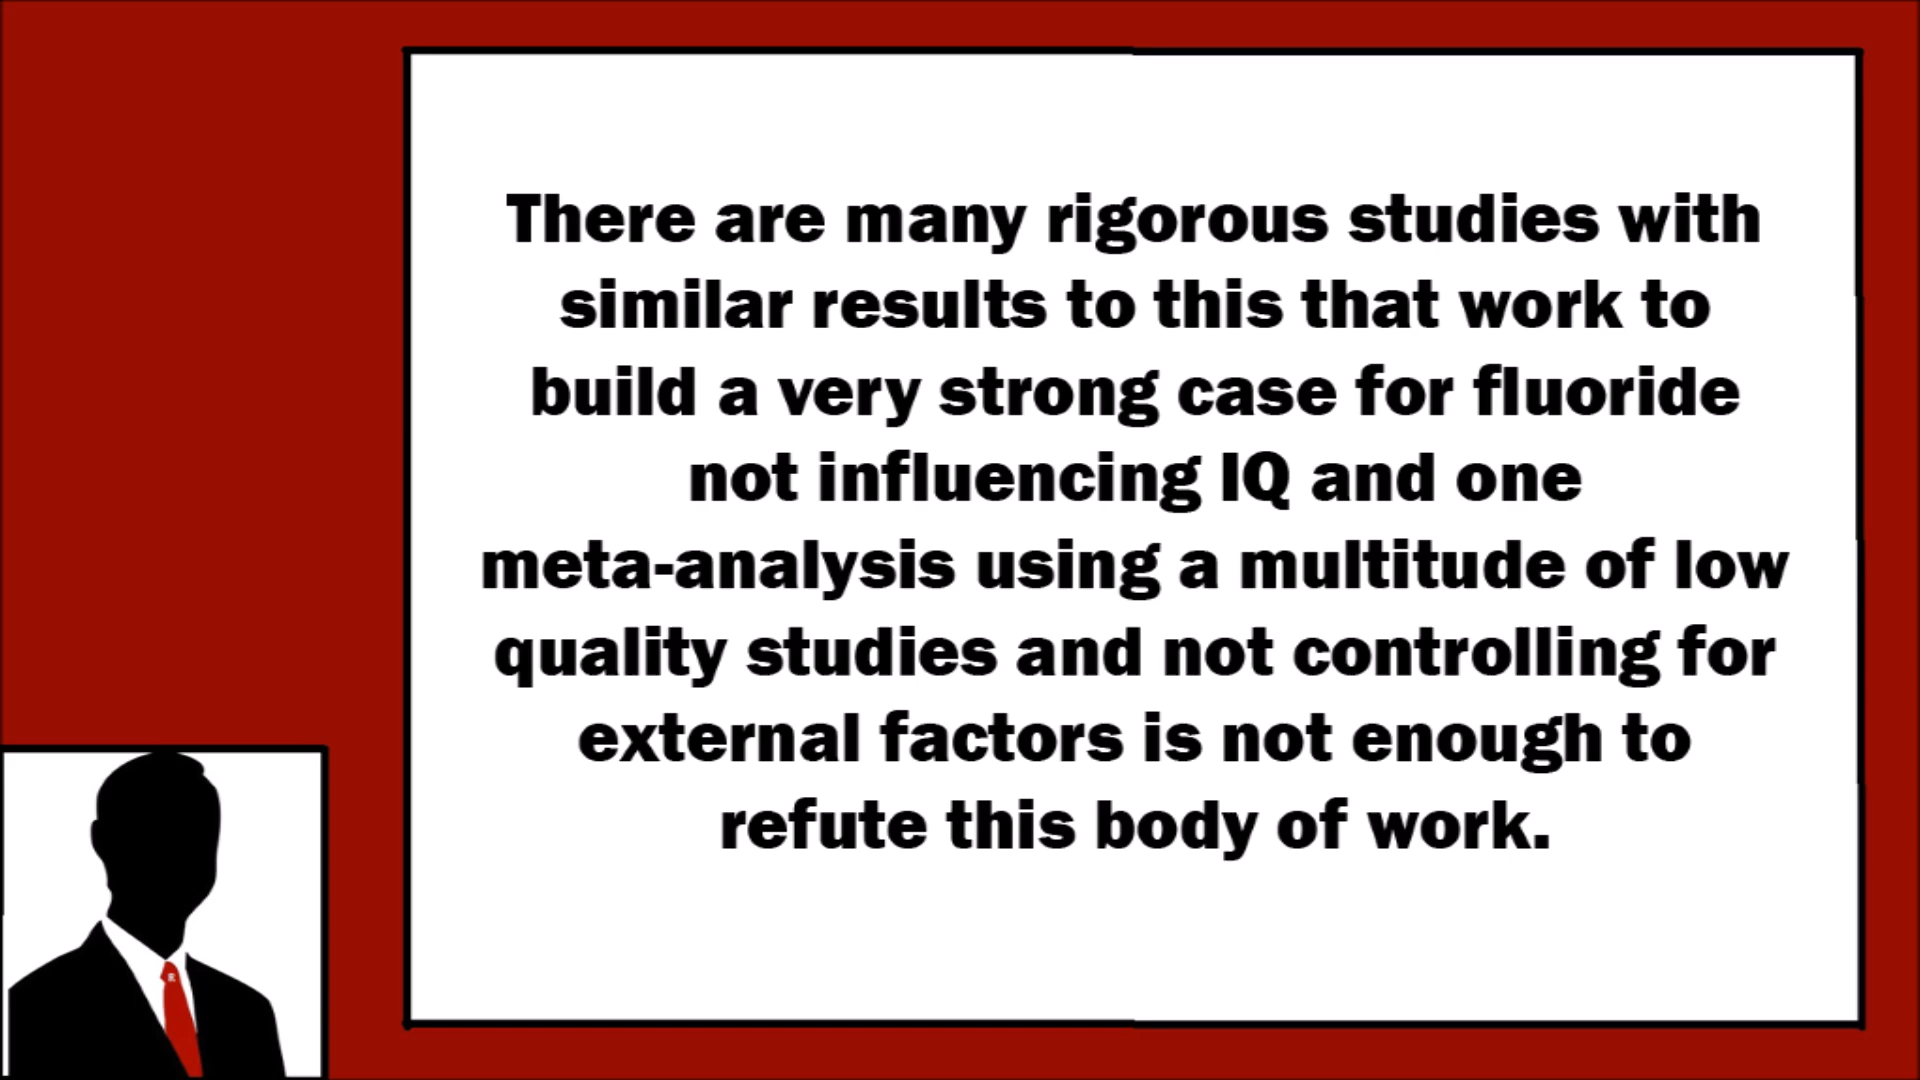 There are many rigorous studies with
similar results to this that work to
build a very strong case for fluoride
not influencing IQ and one
meta-analysis using a multitude of low
quality studies and not controlling for
external factors is not enough to
refute this body of work.